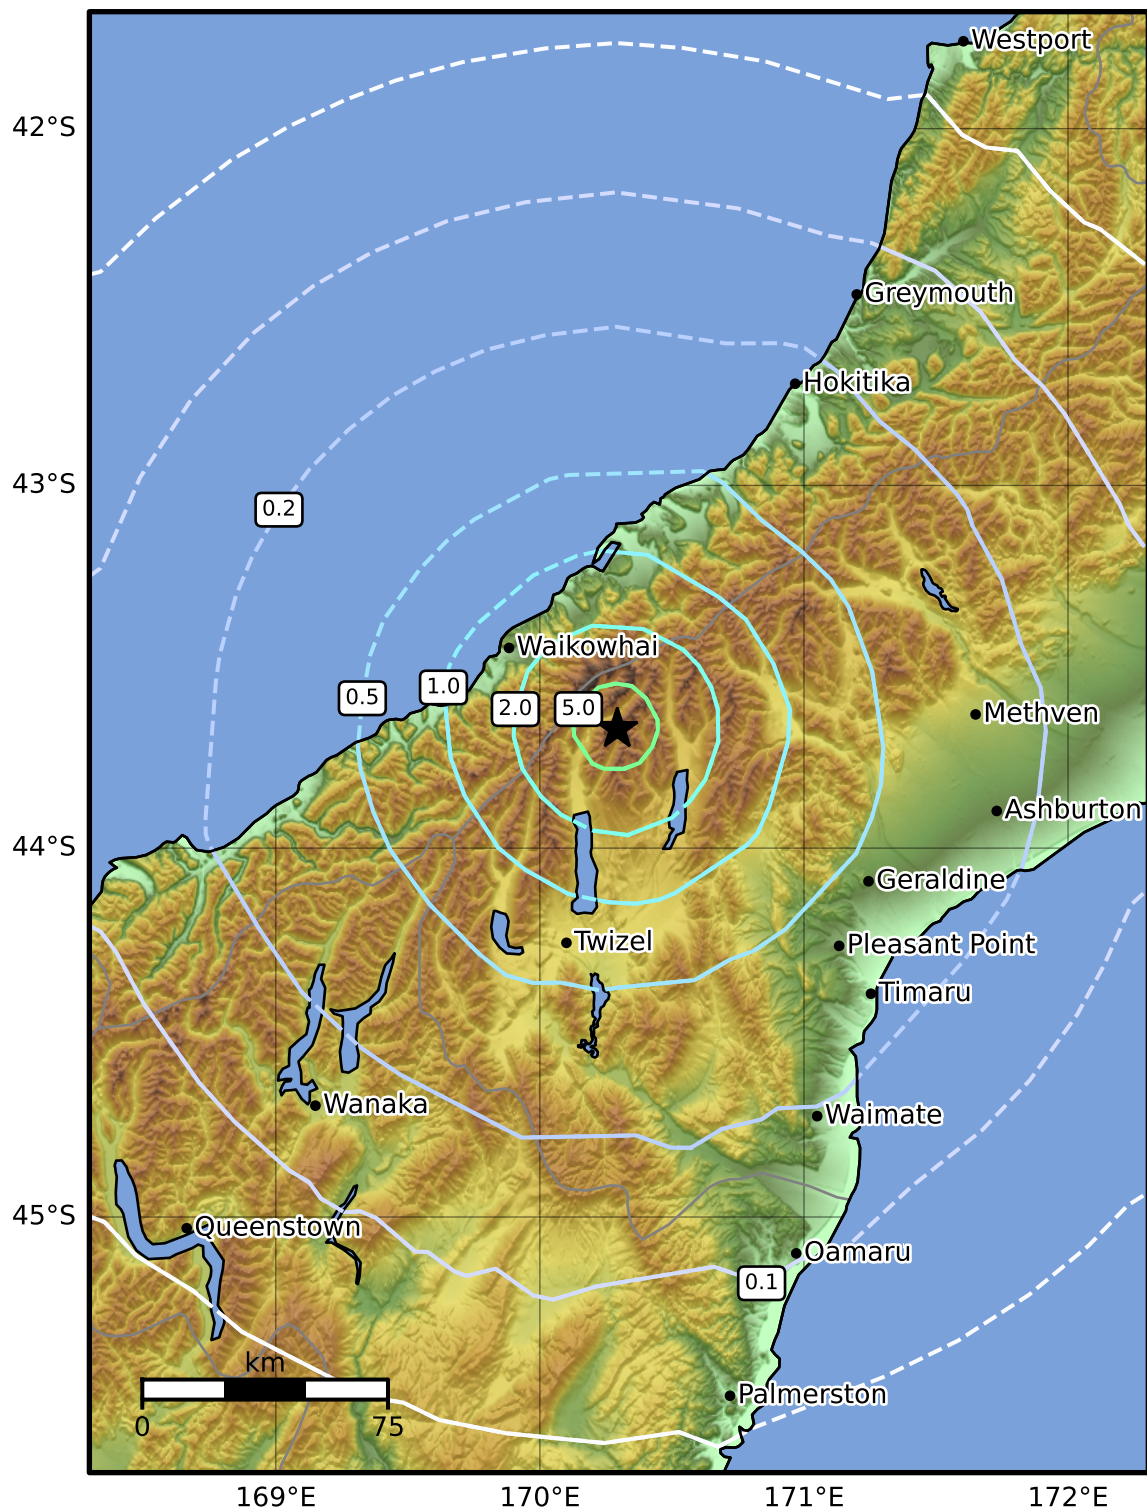 Westport
42°S
Greymouth
Hokitika
43°S
0.2
Waikowhai
0.5
1.0
2.0
5.0
Methven
Ashburton
44°S
Geraldine
Twizel
Pleasant Point
Timaru
Wanaka
Waimate
45°S
Queenstown
Oamaru
0.1
km
0
75
Palmerston
169°E
170°E
171°E
172°E